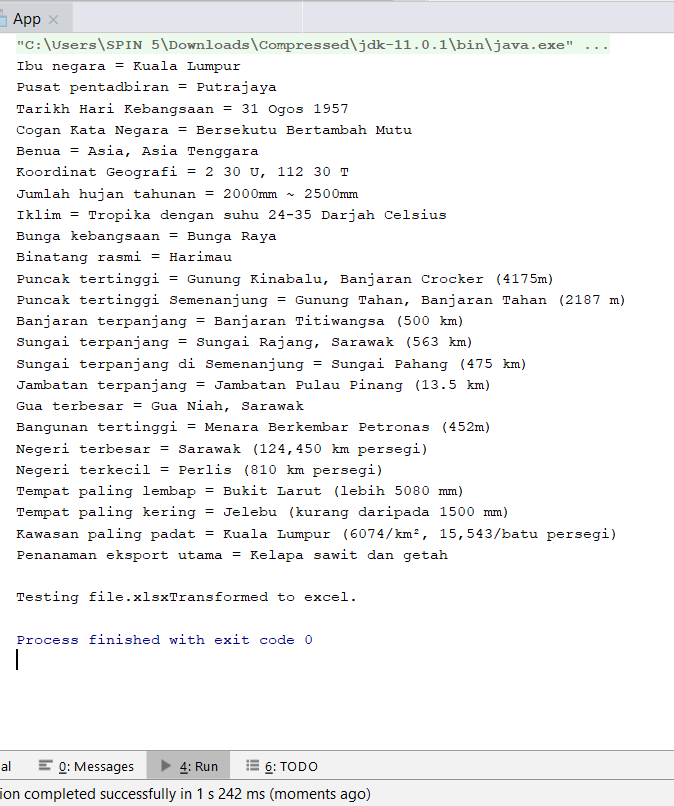 App
"C:\Users\SPIN 5\Downloads\Compressed\jdk-11.0.1\bin\java.exe" ...
Ibu negara = Kuala Lumpur
Pusat pentadbiran = Putrajaya
Tarikh Hari Kebangsaan = 31 Ogos 1957
Cogan Kata Negara = Bersekutu Bertambah Mutu
Benua = Asia, Asia Tenggara
Koordinat Geografi = 2 30 U, 112 30 T
Jumlah hujan tahunan = 2000mm ~ 2500mm
Iklim = Tropika dengan suhu 24-35 Darjah Celsius
Bunga kebangsaan = Bunga Raya
Binatang rasmi = Harimau
Puncak tertinggi = Gunung Kinabalu, Banjaran Crocker (4175m)
Puncak tertinggi Semenanjung = Gunung Tahan, Banjaran Tahan (2187 m)
Banjaran terpanjang = Banjaran Titiwangsa (500 km)
Sungai terpanjang = Sungai Rajang, Sarawak (563 km)
Sungai terpanjang di Semenanjung = Sungai Pahang (475 km)
Jambatan terpanjang = Jambatan Pulau Pinang (13.5 km)
Gua terbesar = Gua Niah, Sarawak
Bangunan tertinggi = Menara Berkembar Petronas (452m)
Negeri terbesar = Sarawak (124,450 km persegi)
Negeri terkecil = Perlis (810 km persegi)
Tempat paling lembap = Bukit Larut (lebih 5080 mm)
Tempat paling kering = Jelebu (kurang daripada 1500 mm)
Kawasan paling padat = Kuala Lumpur (6074/km², 15,543/batu persegi)
Penanaman eksport utama = Kelapa sawit dan getah
Testing file.xlsxTransformed to excel.
Process finished with exit code 0
al 0: Messages 4: Run 6: TODO
ion completed successfully in 1 s 242 ms (moments ago)